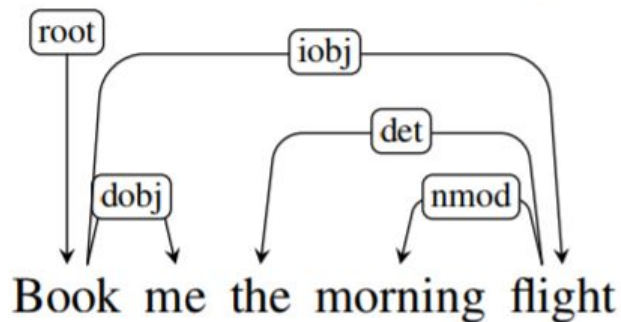 root
iobj
det
dobj
nmod
Book me the morning flight